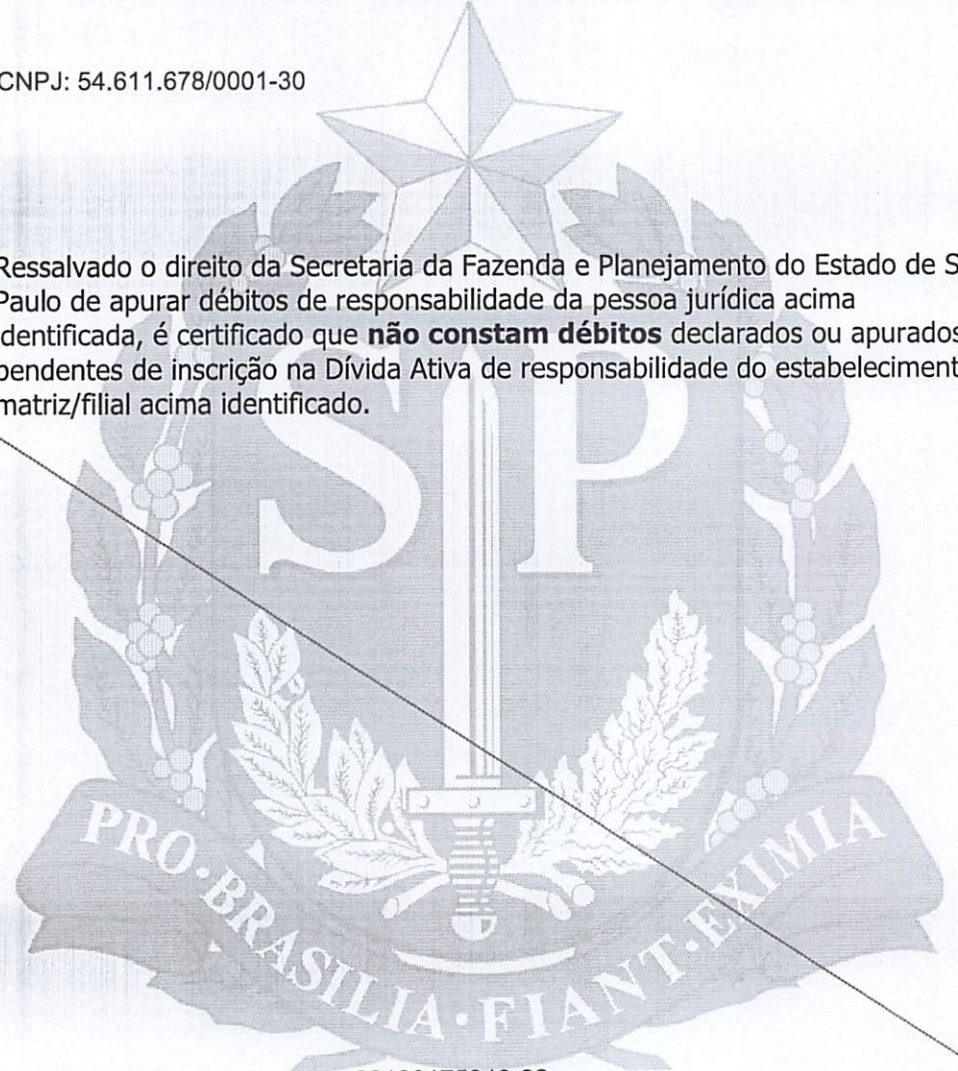 CNPJ: 54.611.678/0001-30
Ressalvado o direito da Secretaria da Fazenda e Planejamento do Estado de S
Paulo de apurar débitos de responsabilidade da pessoa jurídica acima
identificada, é certificado que não constam débitos declarados ou apurados
pendentes de inscrição na Dívida Ativa de responsabilidade do estabeleciment
matriz/filial acima identificado.
SP
PRO·BRASILIA·FIANT·EXIMIA